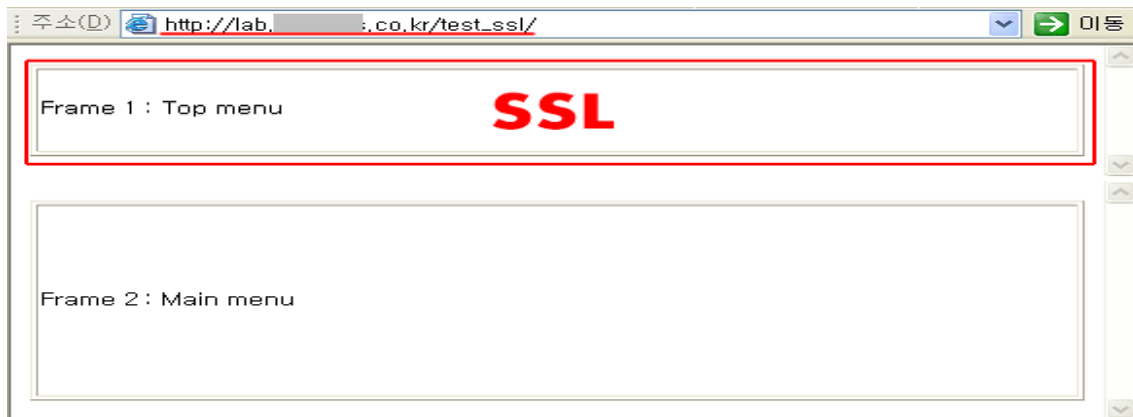 주소(D) http://lab. .co.kr/test_ssl/ 이동
Frame 1 : Top menu SSL
Frame 2 : Main menu